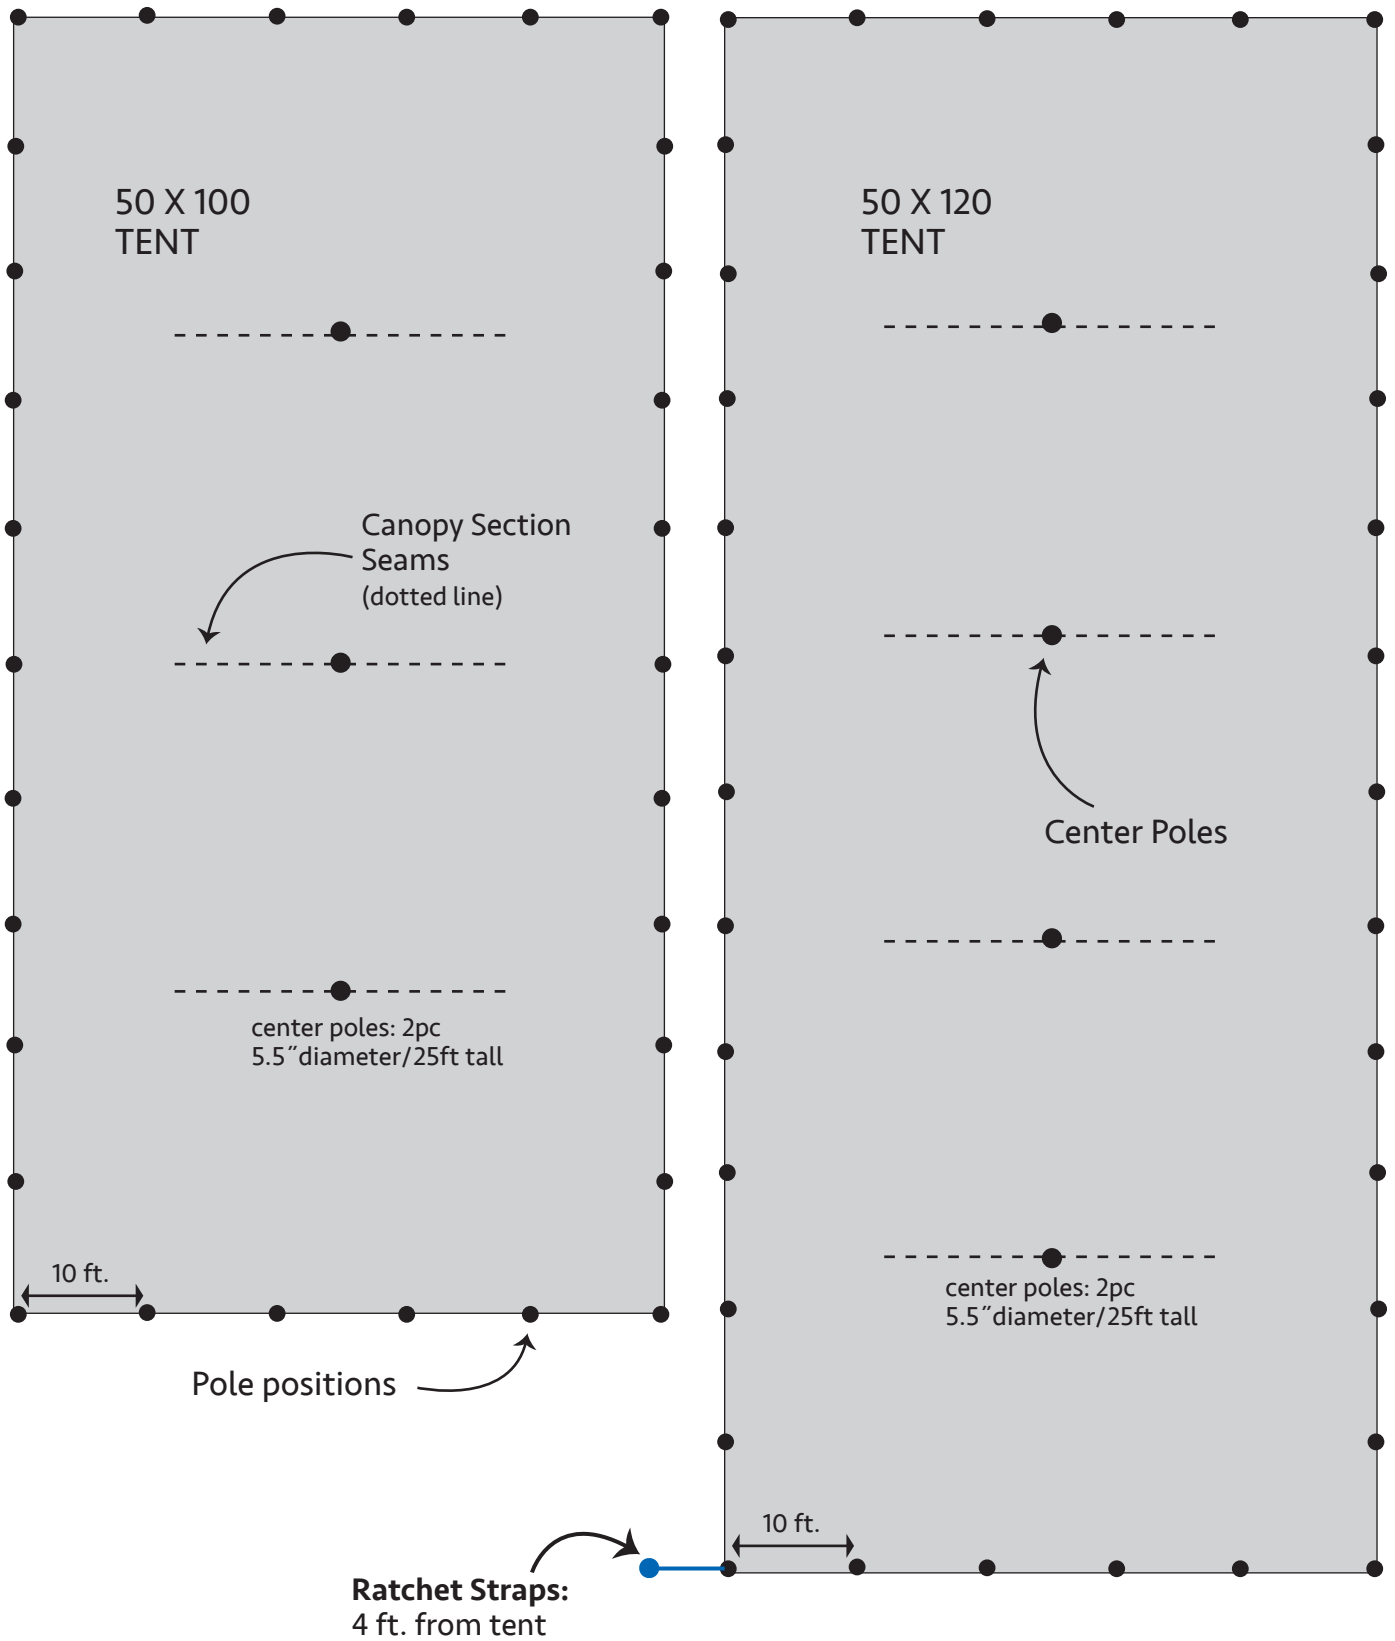 50 X 100
TENT
50 X 120
TENT
Canopy Section
Seams
(dotted line)
Center Poles
center poles: 2pc
5.5˝diameter/25ft tall
10 ft.
Pole positions
center poles: 2pc
5.5˝diameter/25ft tall
10 ft.
Ratchet Straps:
4 ft. from tent